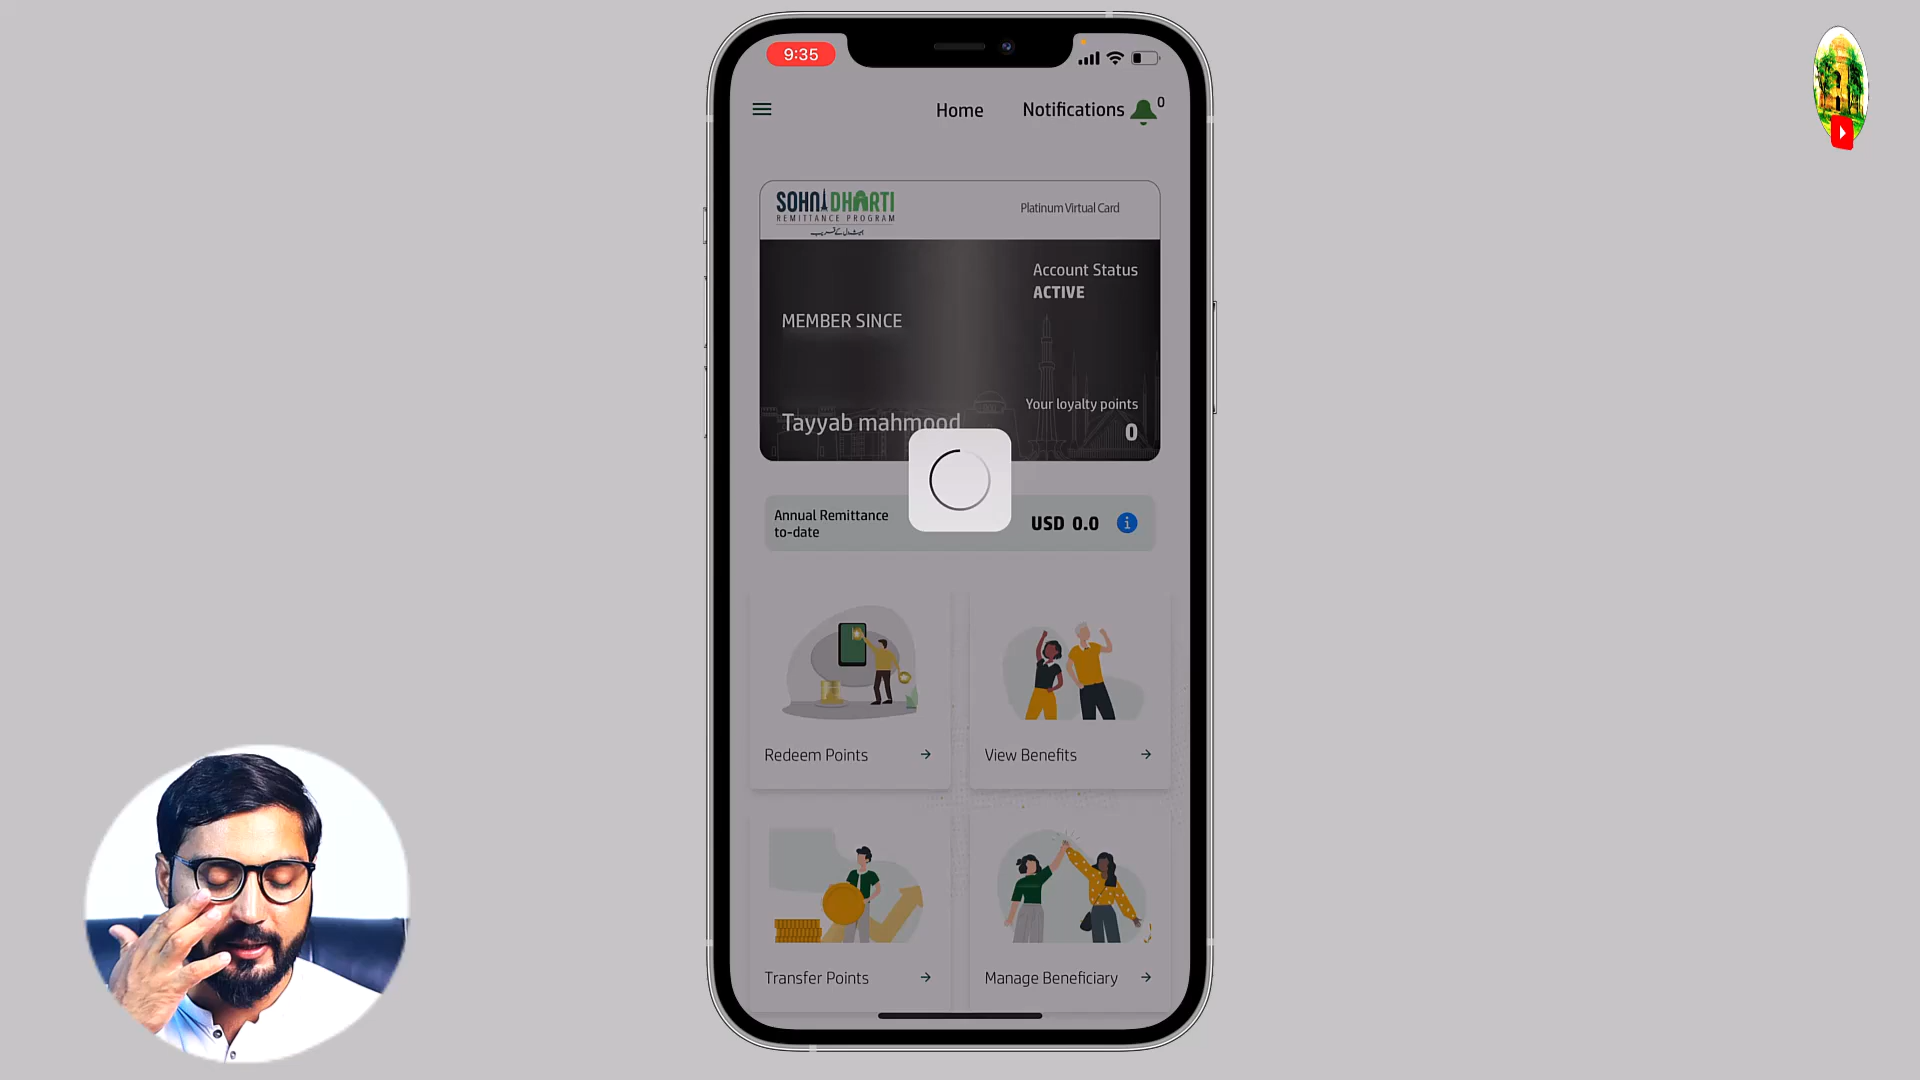 9:35
Home
Notifications
0
SOHNI DHARTI
REMITTANCE PROGRAM
Platinum Virtual Card
Account Status
ACTIVE
MEMBER SINCE
Your loyalty points
Tayyab mahmood
0
Annual Remittance
to-date
USD 0.0
Redeem Points
View Benefits
Transfer Points
Manage Beneficiary